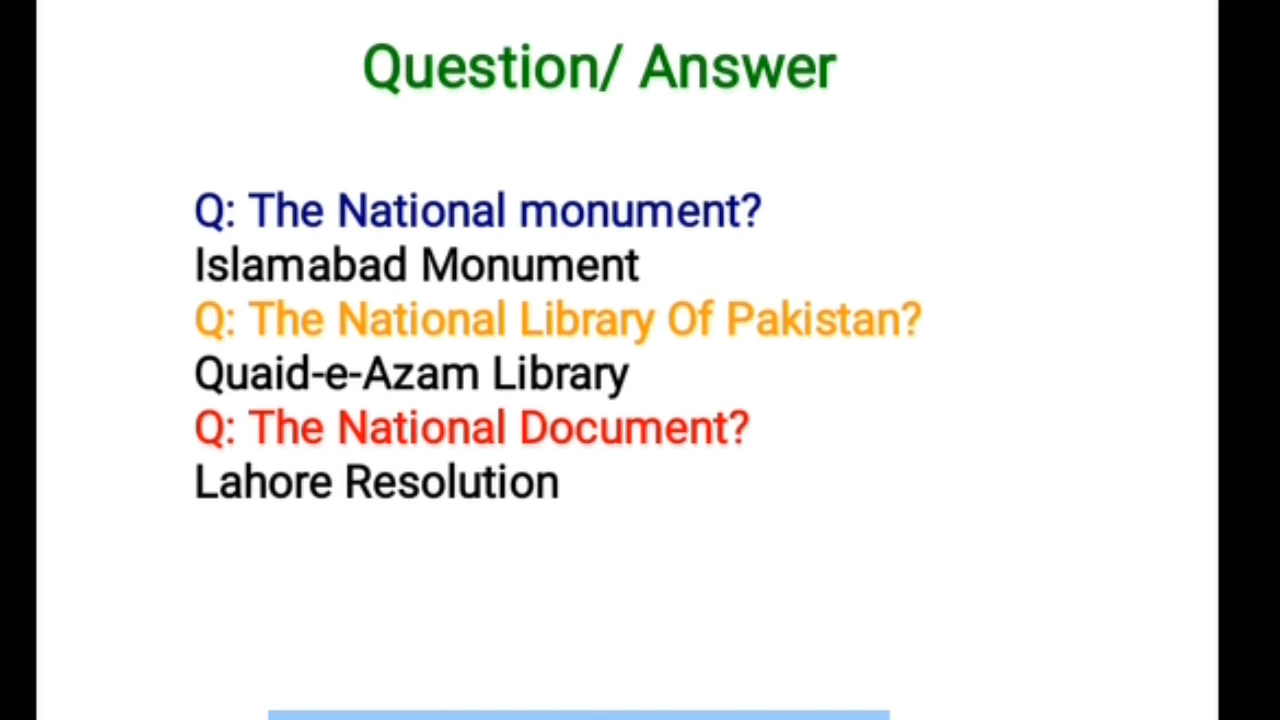 Question/ Answer
Q: The National monument?
Islamabad Monument
Q: The National Library Of Pakistan?
Quaid-e-Azam Library
Q: The National Document?
Lahore Resolution